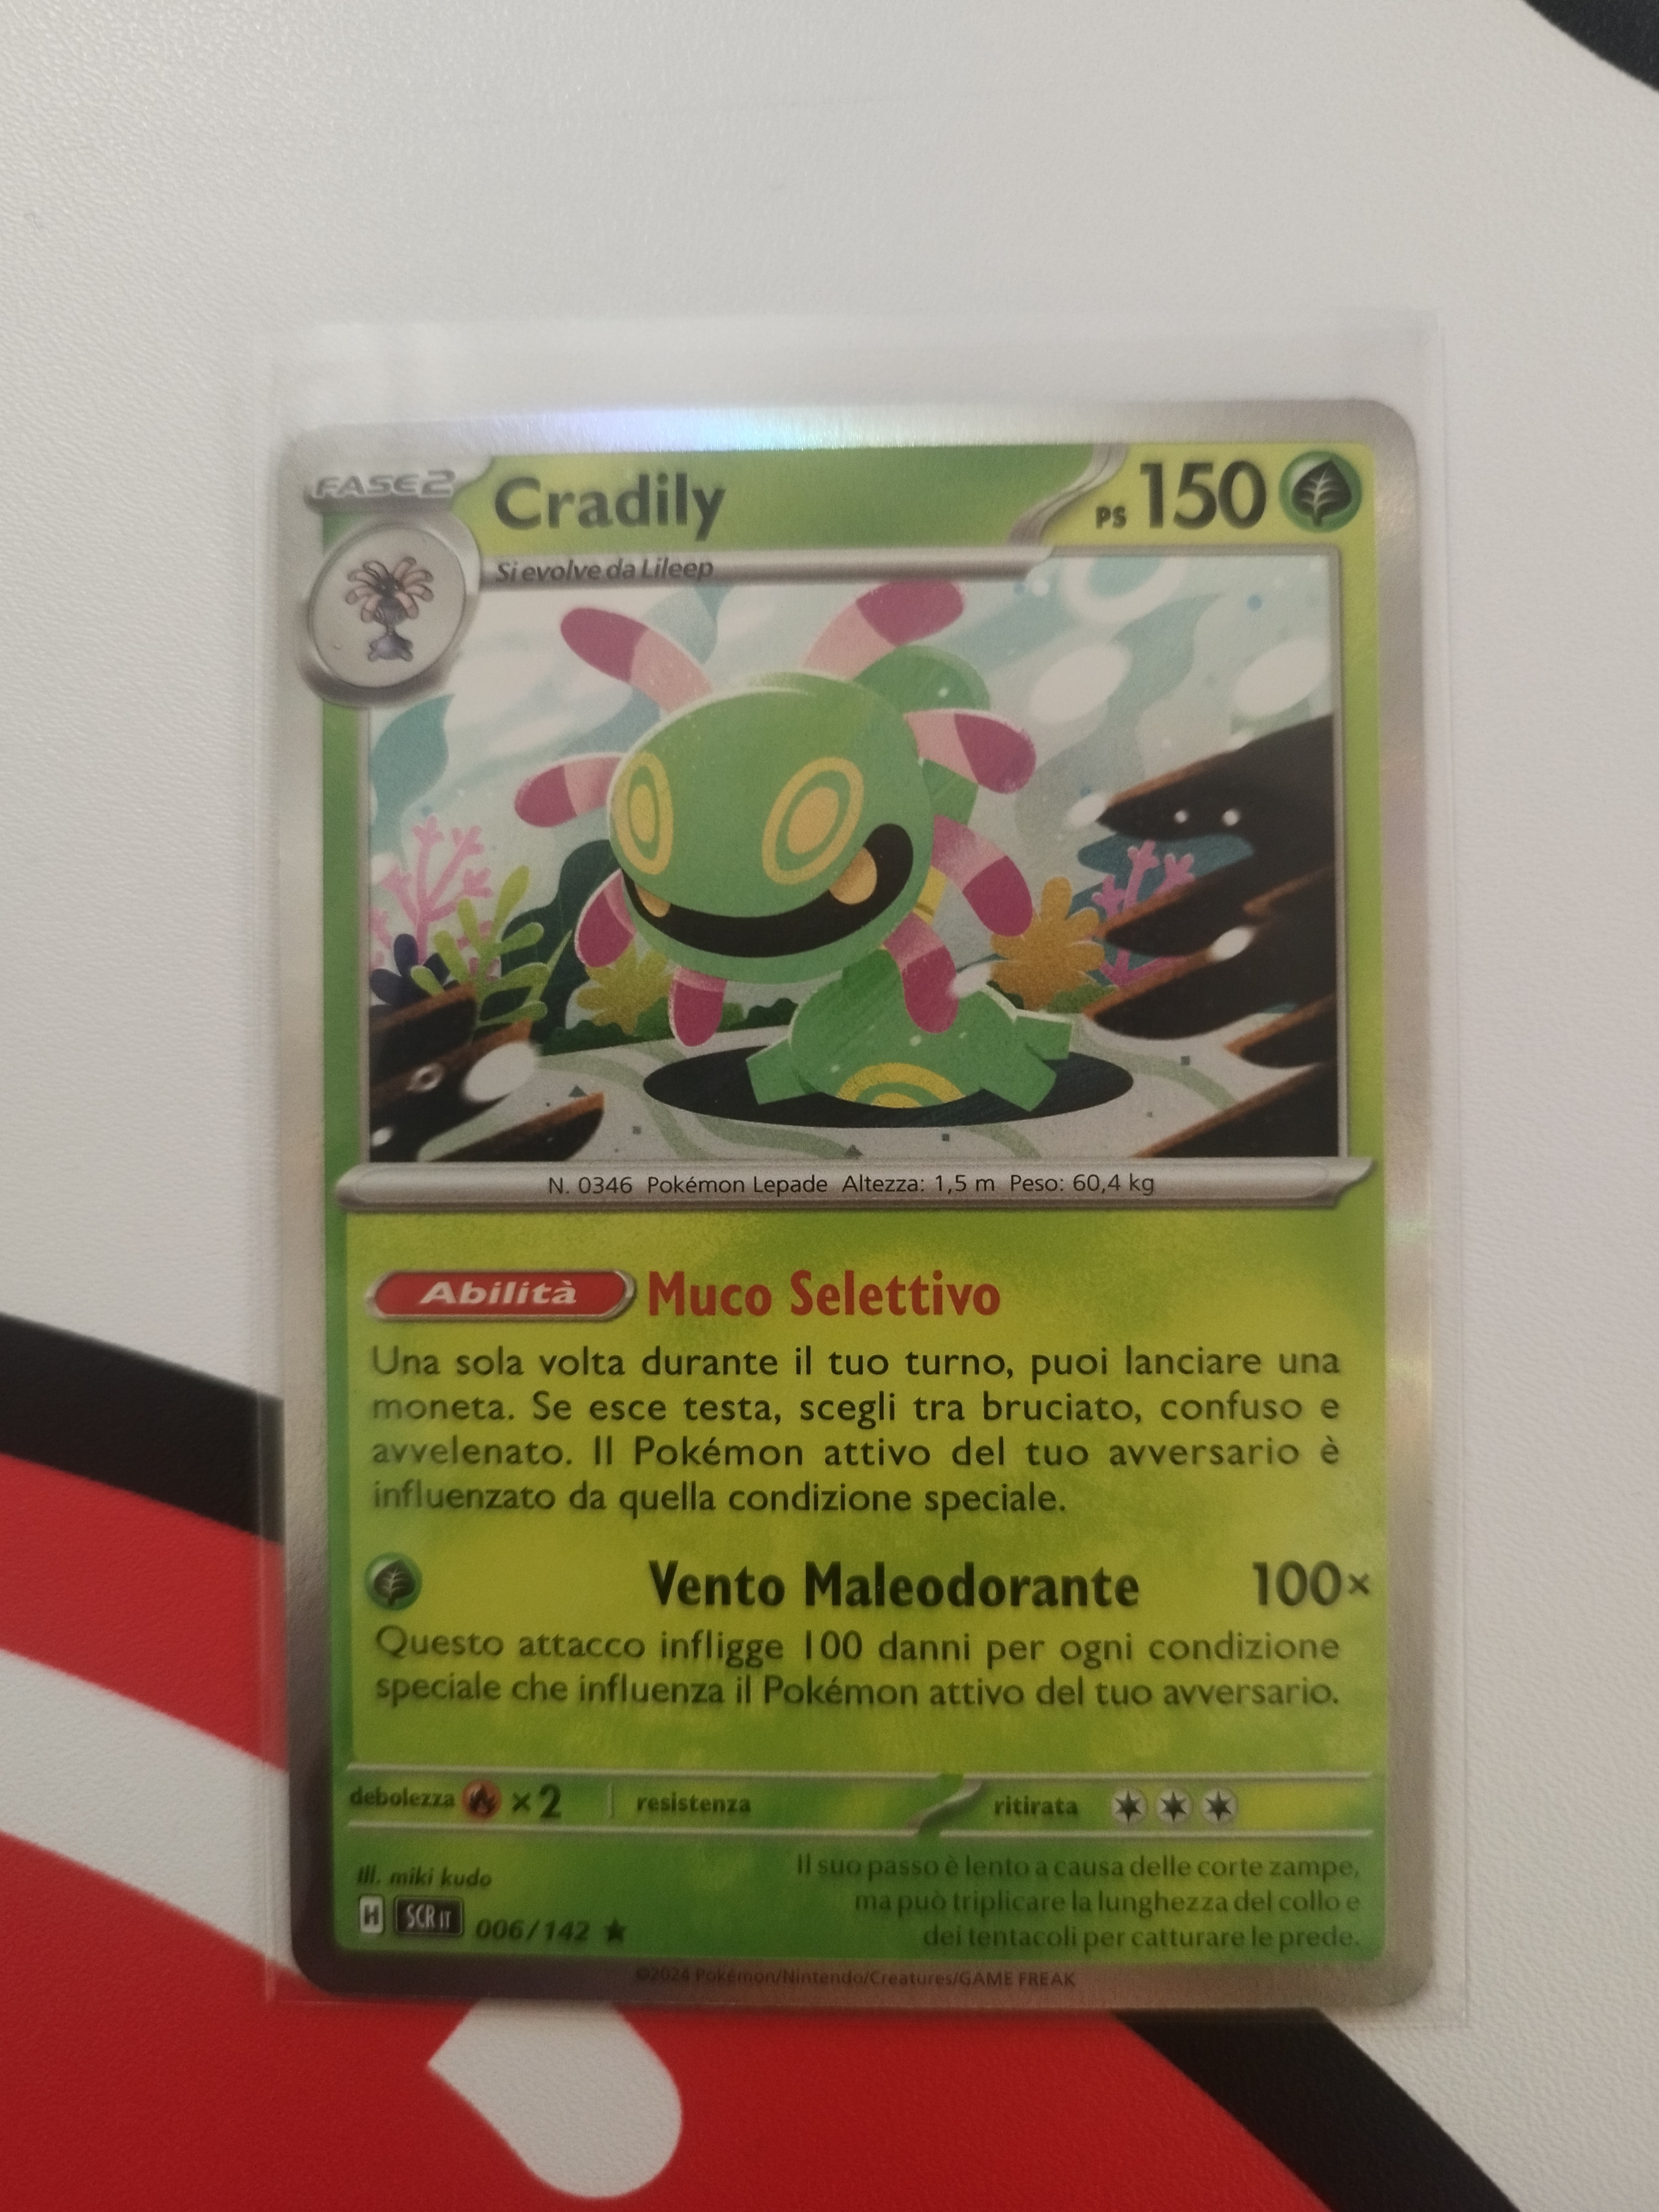 FASE 2
Cradily
PS 150
Si evolve da Lileep
N. 0346 Pokémon Lepade Altezza: 1,5 m Peso: 60,4 kg
Abilità Muco Selettivo
Una sola volta durante il tuo turno, puoi lanciare una
moneta. Se esce testa, scegli tra bruciato, confuso e
avvelenato. Il Pokémon attivo del tuo avversario è
influenzato da quella condizione speciale.
Vento Maleodorante 100×
Questo attacco infligge 100 danni per ogni condizione
speciale che influenza il Pokémon attivo del tuo avversario.
debolezza ×2 resistenza ritirata
Ill. miki kudo
Il suo passo è lento a causa delle corte zampe,
ma può triplicare la lunghezza del collo e
dei tentacoli per catturare le prede.
H SCR IT 006/142 ★
©2024 Pokémon/Nintendo/Creatures/GAME FREAK